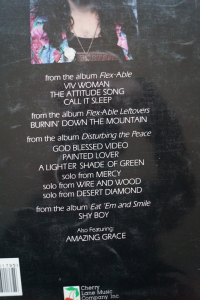 from the album Flex-Able
VIV WOMAN
THE ATTITUDE SONG
CALL IT SLEEP
from the album Flex-Able Leftovers
BURNIN' DOWN THE MOUNTAIN
from the album Disturbing the Peace
GOD BLESSED VIDEO
PAINTED LOVER
A LIGHTER SHADE OF GREEN
solo from MERCY
solo from WIRE AND WOOD
solo from DESERT DIAMOND
from the album Eat 'Em and Smile
SHY BOY
Also Featuring:
AMAZING GRACE
Cherry
Lane Music
Company, Inc.